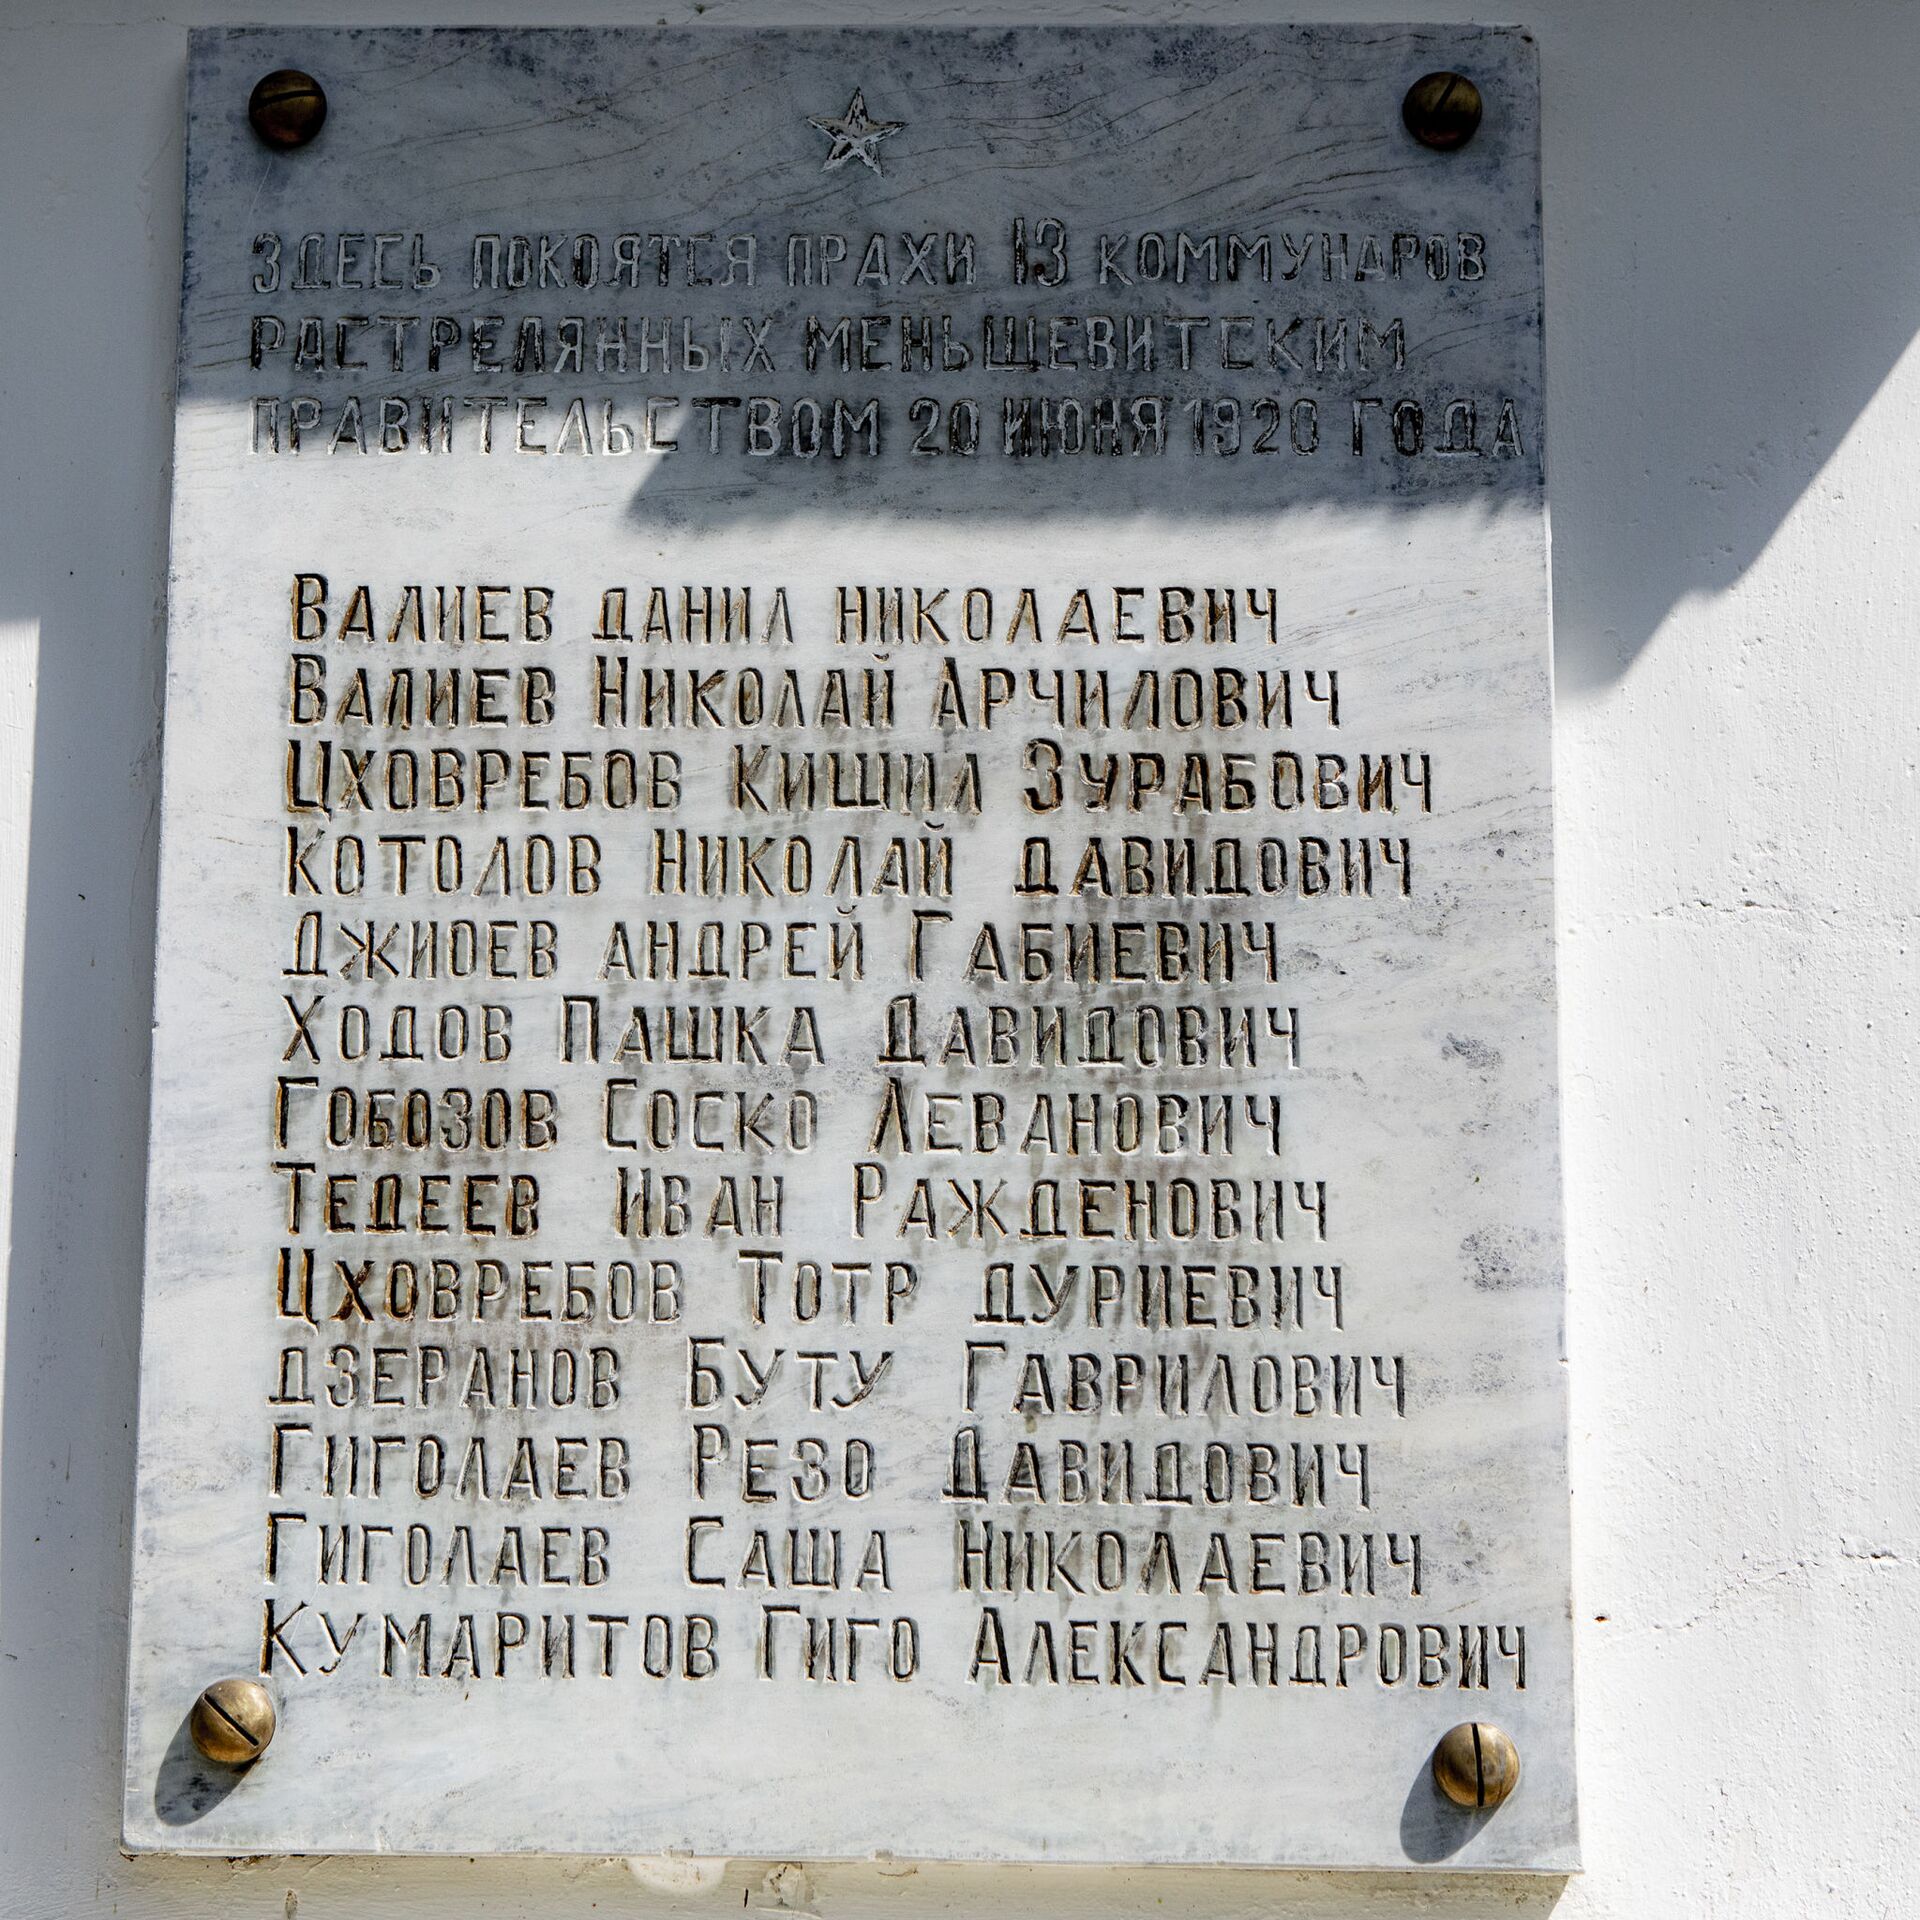 ЗДЕСЬ ПОКОЯТСЯ ПРАХИ 13 КОММУНАРОВ
РАСТРЕЛЯННЫХ МЕНЬШЕВИТСКИМ
ПРАВИТЕЛЬСТВОМ 20 ИЮНЯ 1920 ГОДА
ВАЛИЕВ ДАНИЛ НИКОЛАЕВИЧ
ВАЛИЕВ НИКОЛАЙ АРЧИЛОВИЧ
ЦХОВРЕБОВ КИШИЛ ЗУРАБОВИЧ
КОТОЛОВ НИКОЛАЙ ДАВИДОВИЧ
ДЖИОЕВ АНДРЕЙ ГАБИЕВИЧ
ХОДОВ ПАШКА ДАВИДОВИЧ
ГОБОЗОВ СОСКО ЛЕВАНОВИЧ
ТЕДЕЕВ ИВАН РАЖДЕНОВИЧ
ЦХОВРЕБОВ ТОТР ДУРИЕВИЧ
ДЗЕРАНОВ БУТУ ГАВРИЛОВИЧ
ГИГОЛАЕВ РЕЗО ДАВИДОВИЧ
ГИГОЛАЕВ САША НИКОЛАЕВИЧ
КУМАРИТОВ ГИГО АЛЕКСАНДРОВИЧ